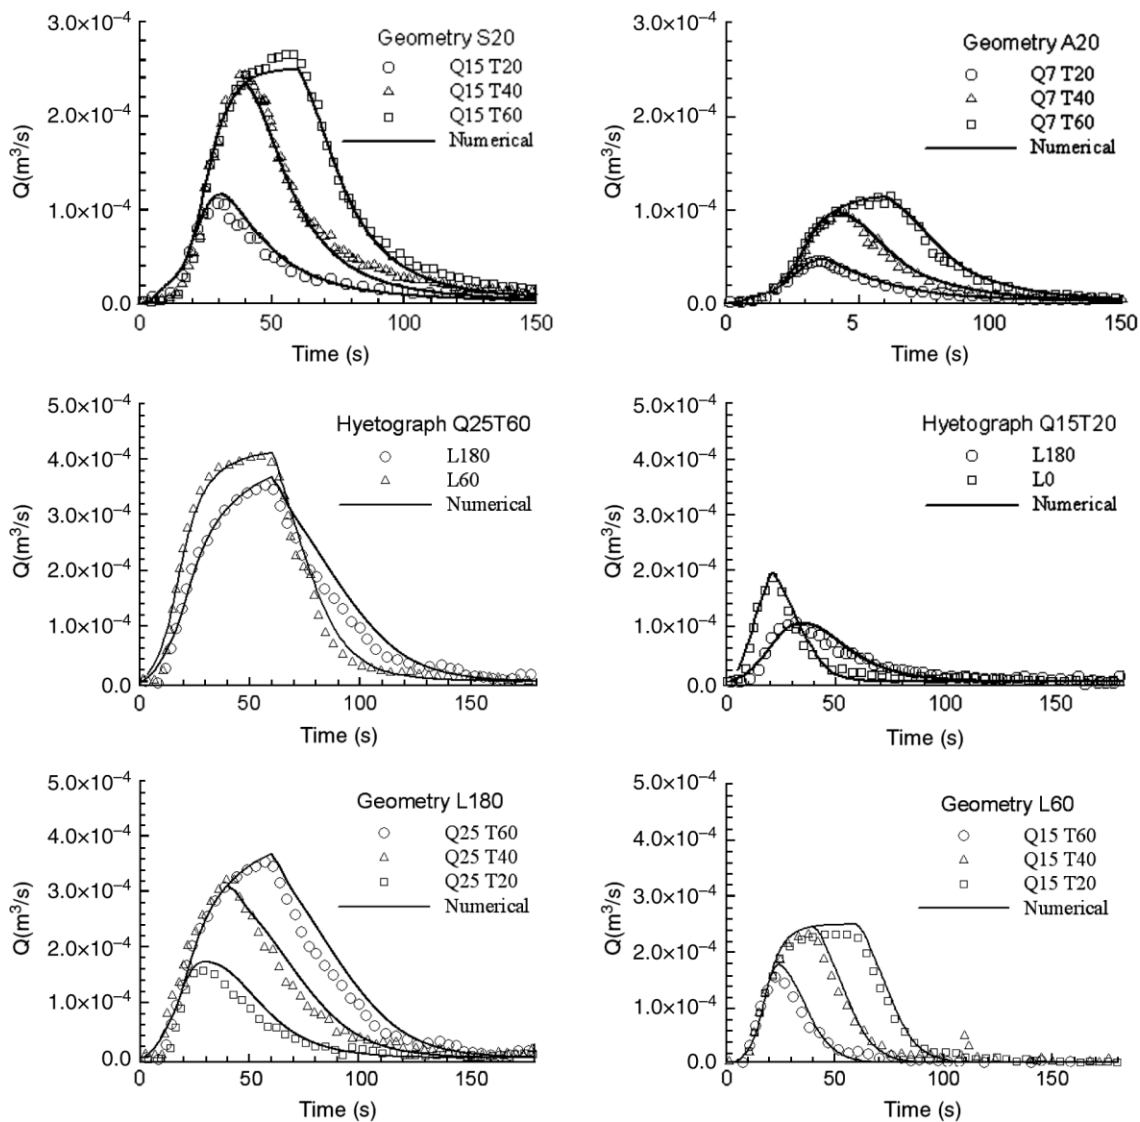 3.0×10⁻⁴
2.0×10⁻⁴
1.0×10⁻⁴
0.0
Q(m³/s)
Geometry S20
Q15 T20
Q15 T40
Q15 T60
Numerical
0 50 100 150
Time (s)
3.0×10⁻⁴
2.0×10⁻⁴
1.0×10⁻⁴
0.0
Q(m³/s)
Geometry A20
Q7 T20
Q7 T40
Q7 T60
Numerical
0 5 100 150
Time (s)
5.0×10⁻⁴
4.0×10⁻⁴
3.0×10⁻⁴
2.0×10⁻⁴
1.0×10⁻⁴
0.0
Q(m³/s)
Hyetograph Q25T60
L180
L60
Numerical
0 50 100 150
Time (s)
5.0×10⁻⁴
4.0×10⁻⁴
3.0×10⁻⁴
2.0×10⁻⁴
1.0×10⁻⁴
0.0
Q(m³/s)
Hyetograph Q15T20
L180
L0
Numerical
0 50 100 150
Time (s)
5.0×10⁻⁴
4.0×10⁻⁴
3.0×10⁻⁴
2.0×10⁻⁴
1.0×10⁻⁴
0.0
Q(m³/s)
Geometry L180
Q25 T60
Q25 T40
Q25 T20
Numerical
0 50 100 150
Time (s)
5.0×10⁻⁴
4.0×10⁻⁴
3.0×10⁻⁴
2.0×10⁻⁴
1.0×10⁻⁴
0.0
Q(m³/s)
Geometry L60
Q15 T60
Q15 T40
Q15 T20
Numerical
0 50 100 150
Time (s)